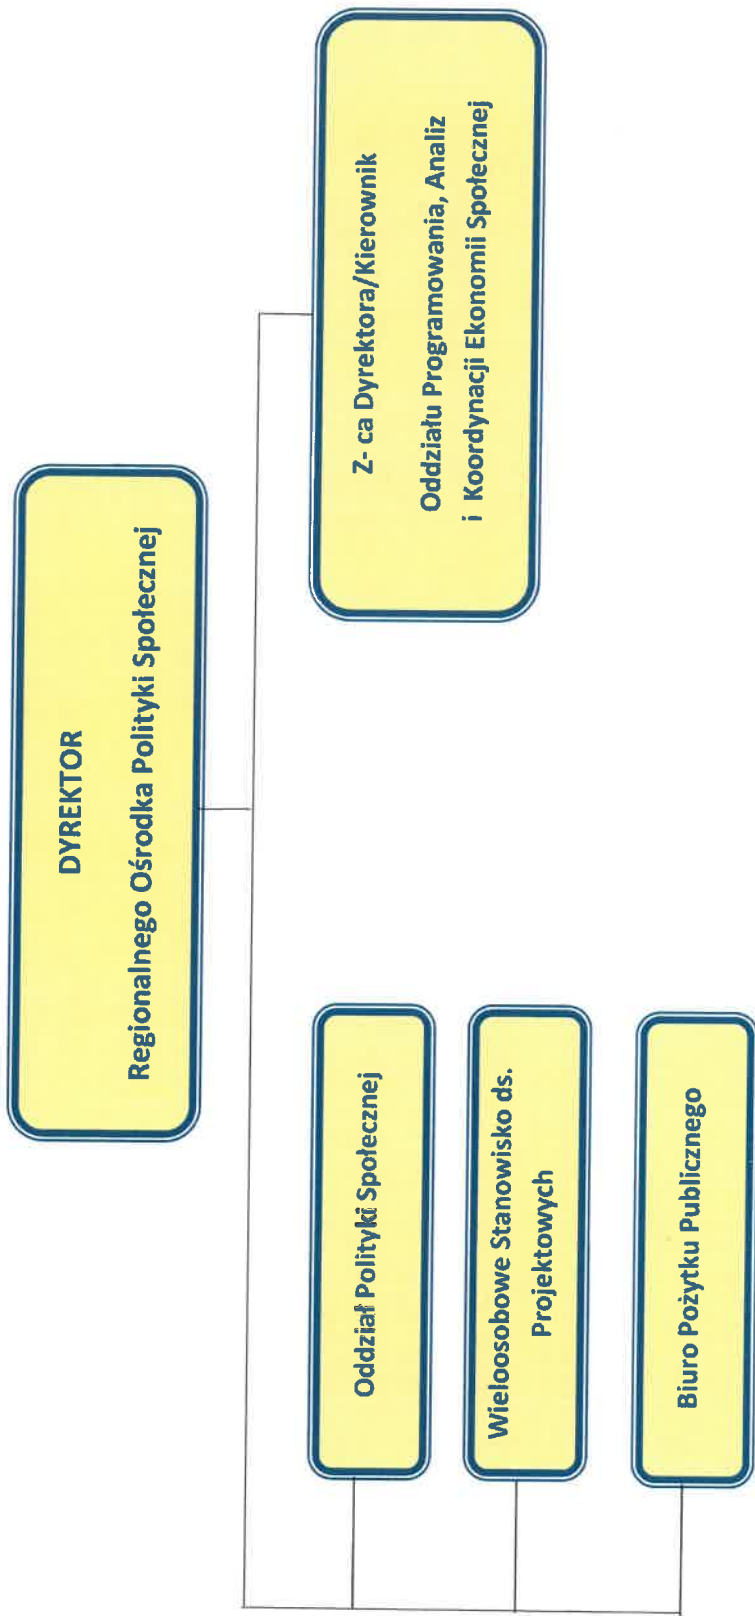 DYREKTOR
Regionalnego Ośrodka Polityki Społecznej
Oddział Polityki Społecznej
Wieloosobowe Stanowisko ds.
Projektowych
Biuro Pożytku Publicznego
Z- ca Dyrektora/Kierownik
Oddziału Programowania, Analiz
i Koordynacji Ekonomii Społecznej